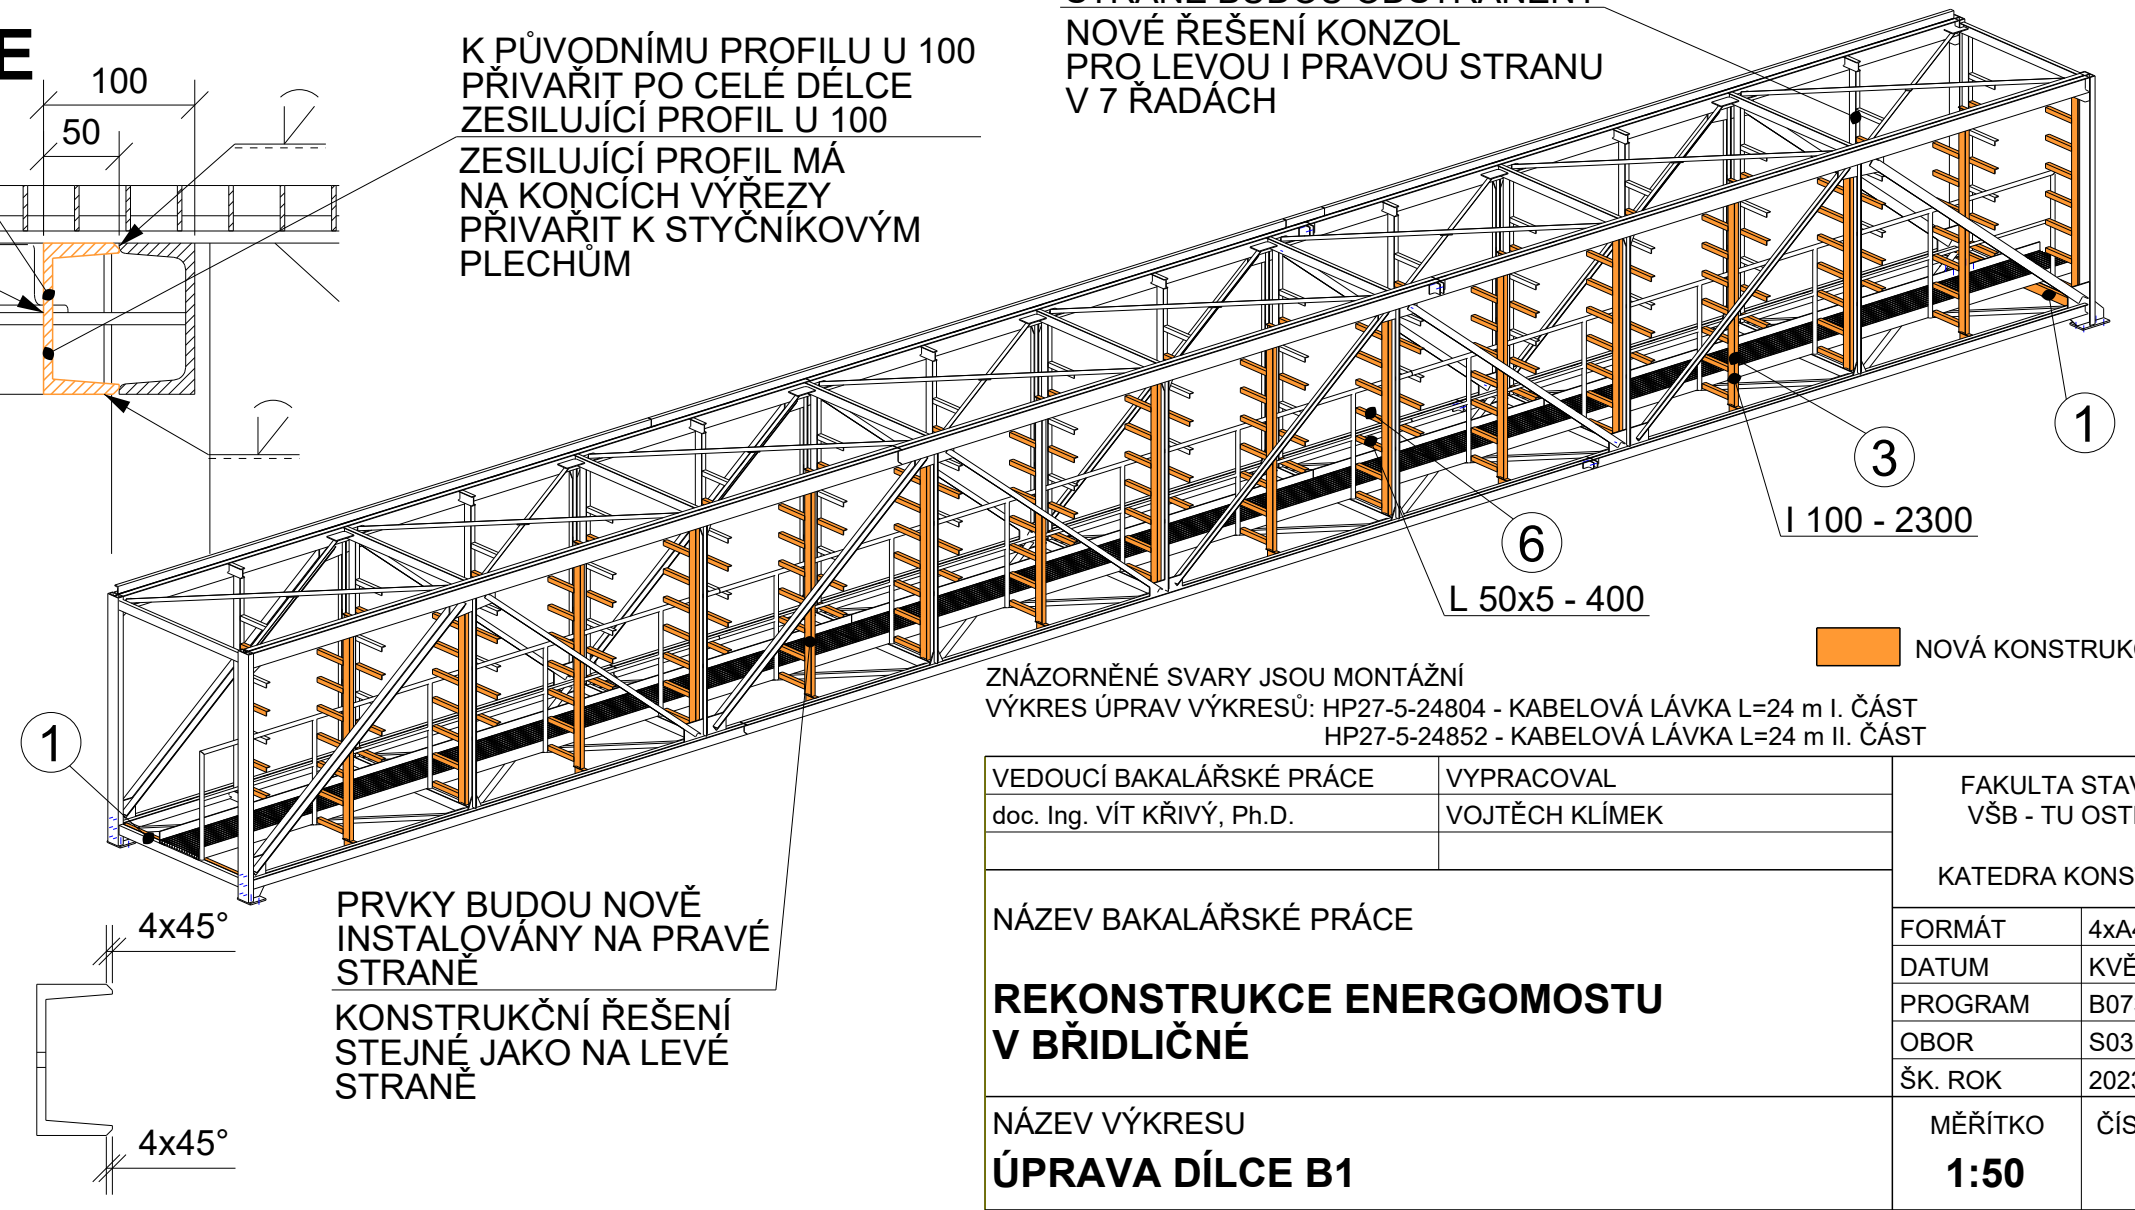 E
100
50
K PŮVODNÍMU PROFILU U 100
PŘIVAŘIT PO CELÉ DÉLCE
ZESILUJÍCÍ PROFIL U 100
ZESILUJÍCÍ PROFIL MÁ
NA KONCÍCH VÝŘEZY
PŘIVAŘIT K STYČNÍKOVÝM
PLECHŮM
NOVÉ ŘEŠENÍ KONZOL
PRO LEVOU I PRAVOU STRANU
V 7 ŘADÁCH
1
3
I 100 - 2300
6
L 50x5 - 400
1
PRVKY BUDOU NOVĚ
INSTALOVÁNY NA PRAVÉ
STRANĚ
KONSTRUKČNÍ ŘEŠENÍ
STEJNÉ JAKO NA LEVÉ
STRANĚ
4x45°
4x45°
NOVÁ
ZNÁZORNĚNÉ SVARY JSOU MONTÁŽNÍ
VÝKRES ÚPRAV VÝKRESŮ: HP27-5-24804 - KABELOVÁ LÁVKA L=24 m I. ČÁST
HP27-5-24852 - KABELOVÁ LÁVKA L=24 m II. ČÁST
VEDOUCÍ BAKALÁŘSKÉ PRÁCE
VYPRACOVAL
doc. Ing. VÍT KŘIVÝ, Ph.D.
VOJTĚCH KLÍMEK
FAKULTA
VŠB - TU
KATEDRA
NÁZEV BAKALÁŘSKÉ PRÁCE
REKONSTRUKCE ENERGOMOSTU
V BŘIDLIČNÉ
FORMÁT
DATUM
PROGRAM
OBOR
ŠK. ROK
NÁZEV VÝKRESU
ÚPRAVA DÍLCE B1
MĚŘÍTKO
1:50